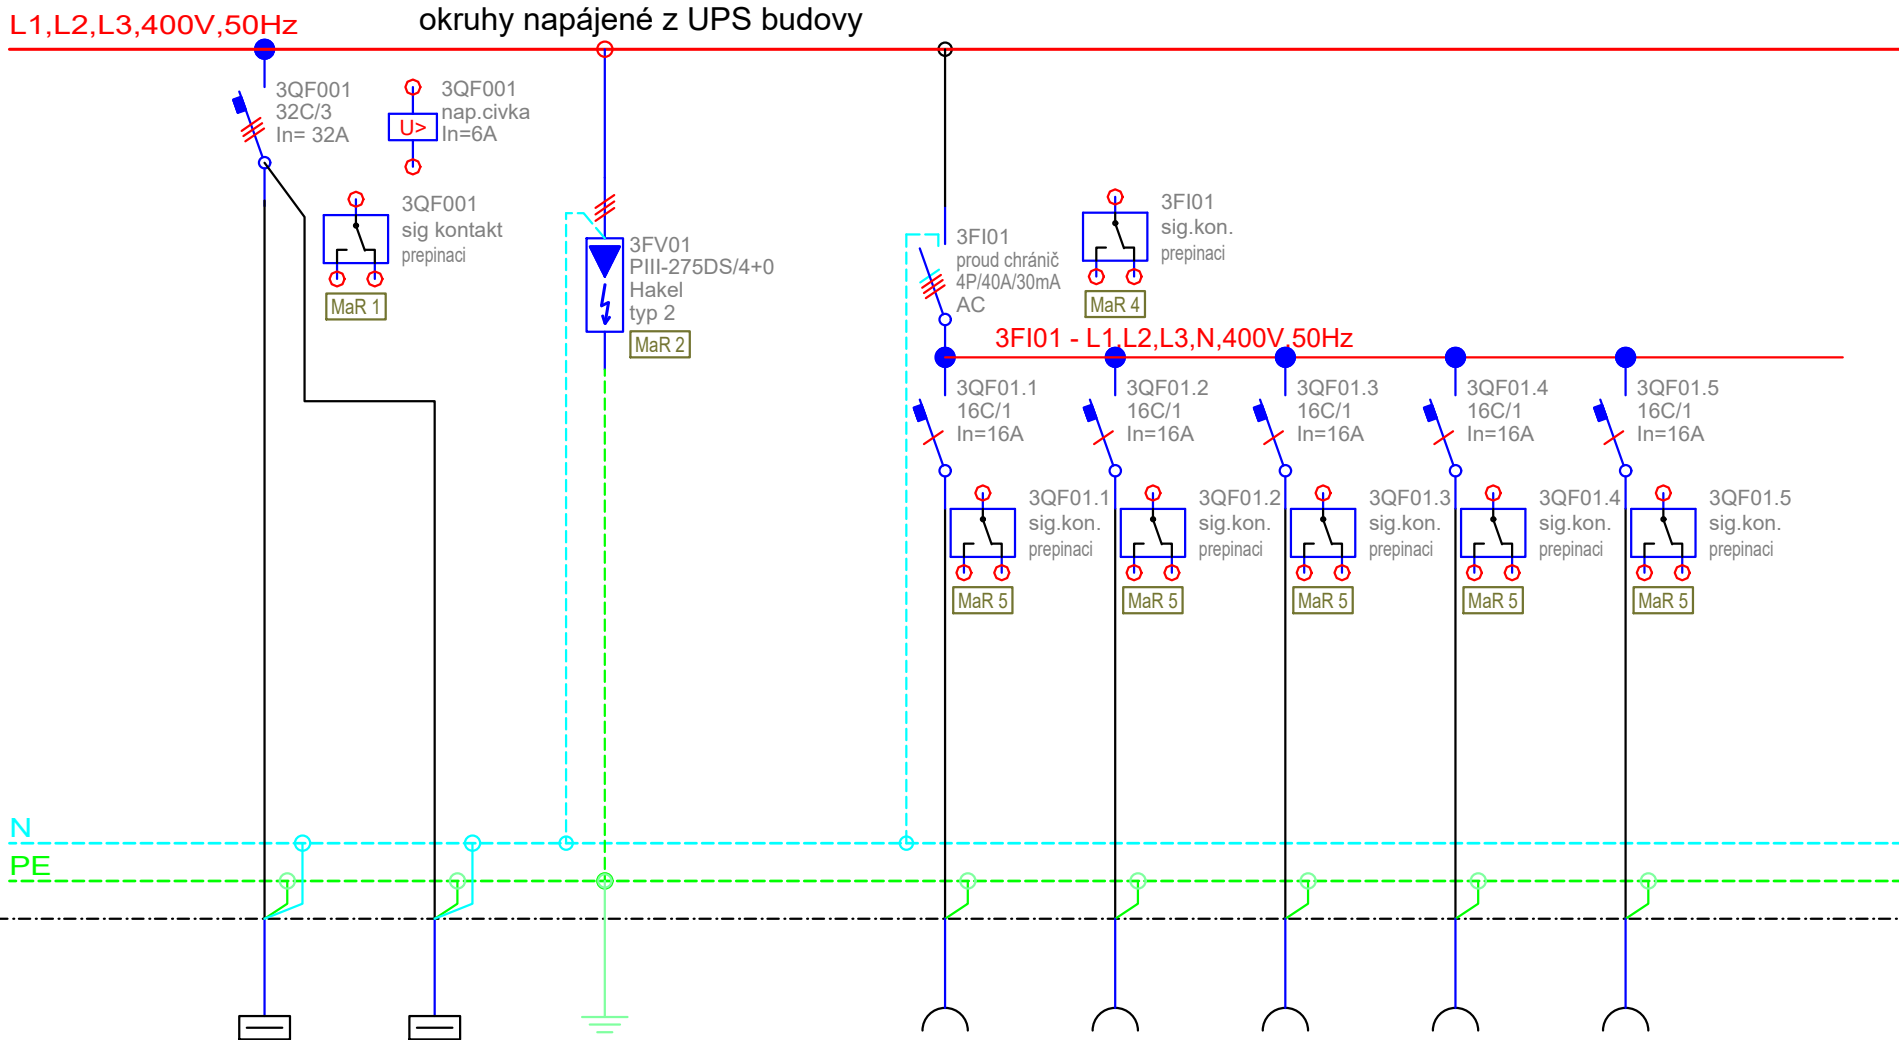 L1,L2,L3,400V,50Hz
okruhy napájené z UPS budovy
3QF001
32C/3
In= 32A
U>
3QF001
nap.civka
In=6A
3QF001
sig kontakt
prepinaci
MaR 1
3FV01
PIII-275DS/4+0
Hakel
typ 2
MaR 2
3FI01
proud chránič
4P/40A/30mA
AC
3FI01
sig.kon.
prepinaci
MaR 4
3FI01 - L1,L2,L3,N,400V,50Hz
3QF01.1
16C/1
In=16A
3QF01.2
16C/1
In=16A
3QF01.3
16C/1
In=16A
3QF01.4
16C/1
In=16A
3QF01.5
16C/1
In=16A
3QF01.1
sig.kon.
prepinaci
MaR 5
3QF01.2
sig.kon.
prepinaci
MaR 5
3QF01.3
sig.kon.
prepinaci
MaR 5
3QF01.4
sig.kon.
prepinaci
MaR 5
3QF01.5
sig.kon.
prepinaci
MaR 5
N
PE